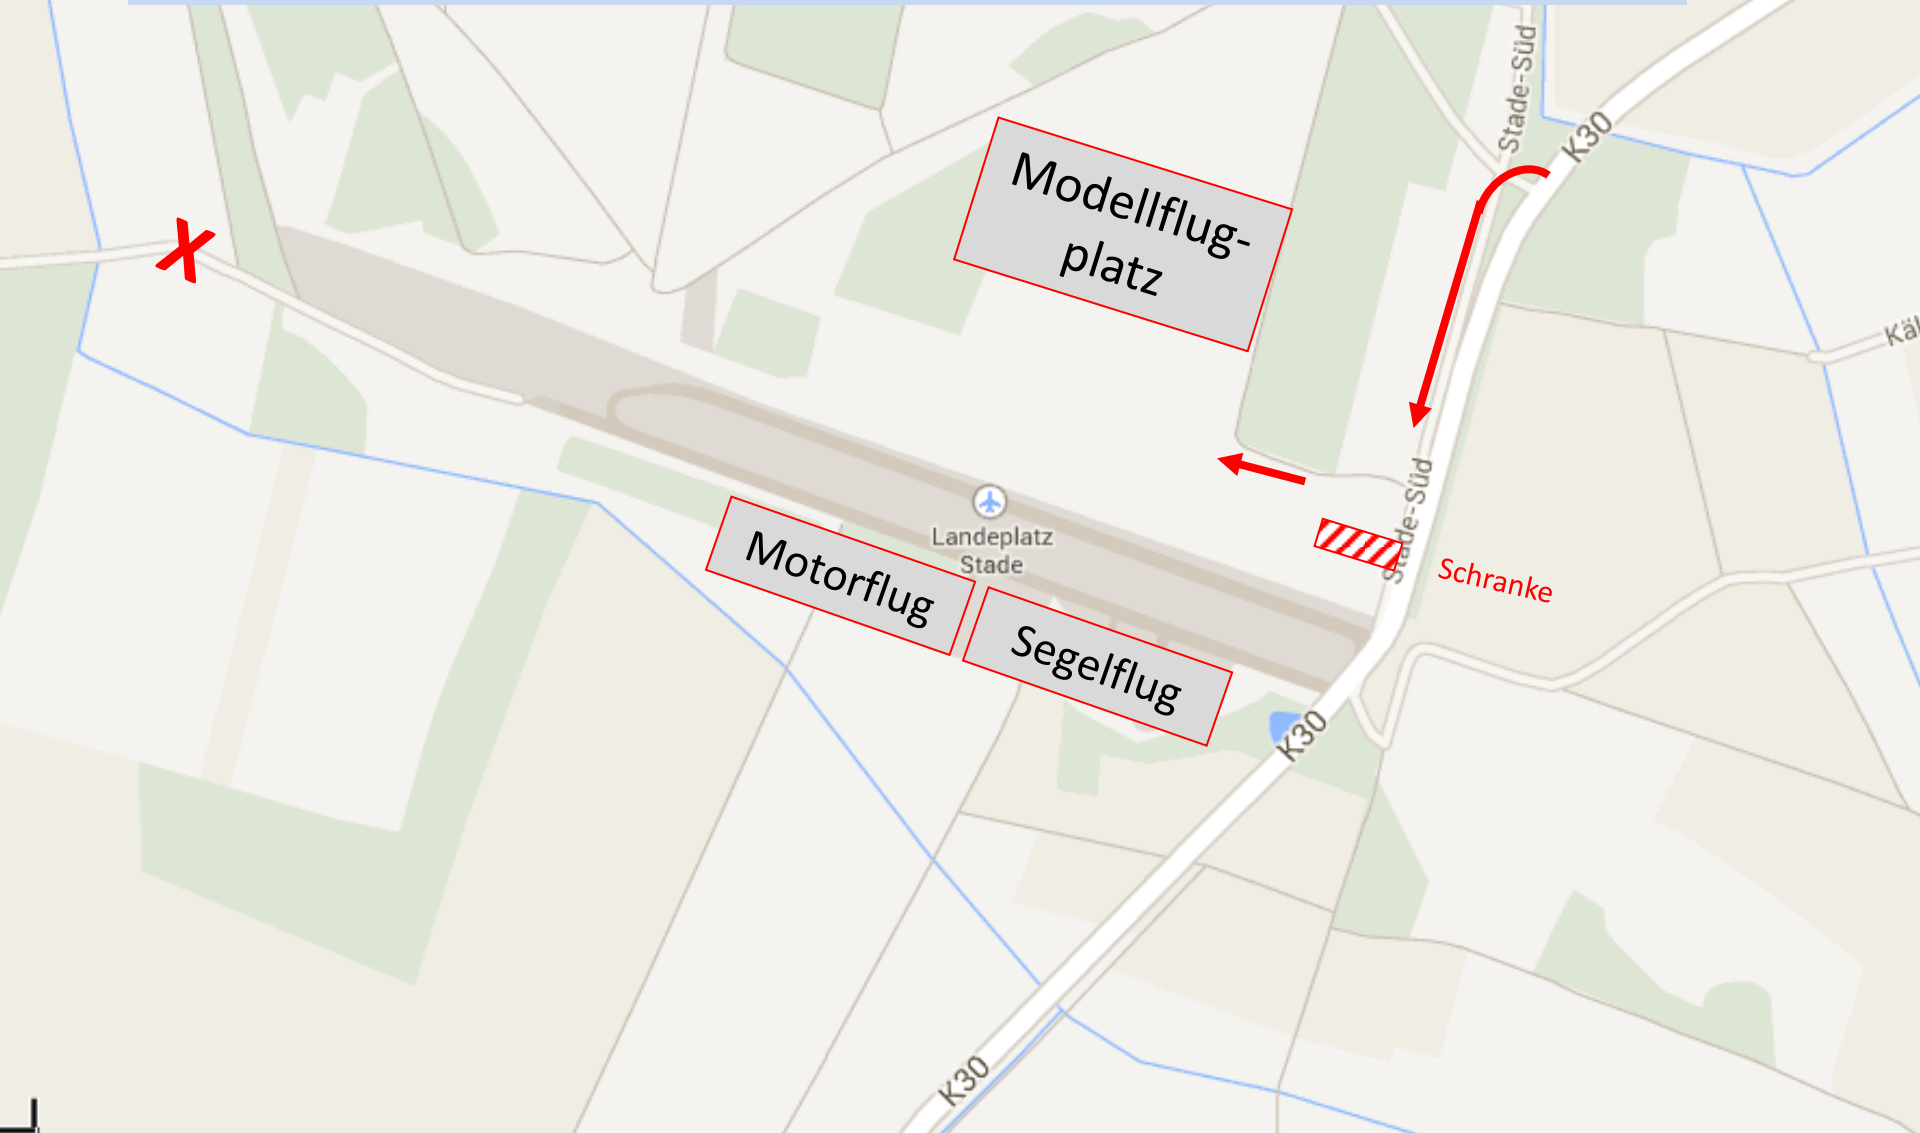 Stade-Süd
K30
Modellflug-
platz
Landeplatz
Stade
Stade-Süd
Schranke
Motorflug
Segelflug
K30
K30